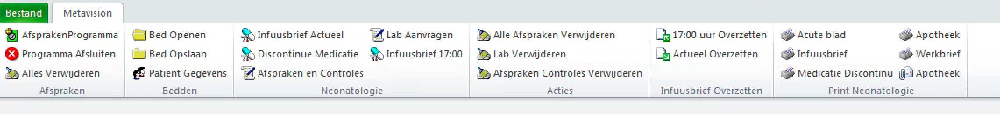 Bestand
Metavision
AfsprakenProgramma
Programma Afsluiten
Alles Verwijderen
Afspraken
Bed Openen
Bed Opslaan
Patient Gegevens
Bedden
Infuusbrief Actueel
Discontinue Medicatie
Afspraken en Controles
Lab Aanvragen
Infuusbrief 17:00
Neonatologie
Alle Afspraken Verwijderen
Lab Verwijderen
Afspraken Controles Verwijderen
Acties
17:00 uur Overzetten
Actueel Overzetten
Infuusbrief Overzetten
Acute blad
Infuusbrief
Medicatie Discontinu
Apotheek
Werkbrief
Apotheek
Print Neonatologie